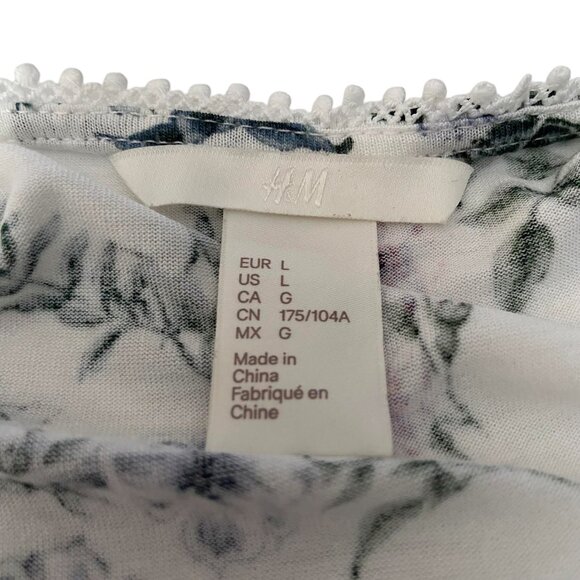 H&M
EUR L
US L
CA G
CN 175/104A
MX G
Made in
China
Fabriqué en
Chine